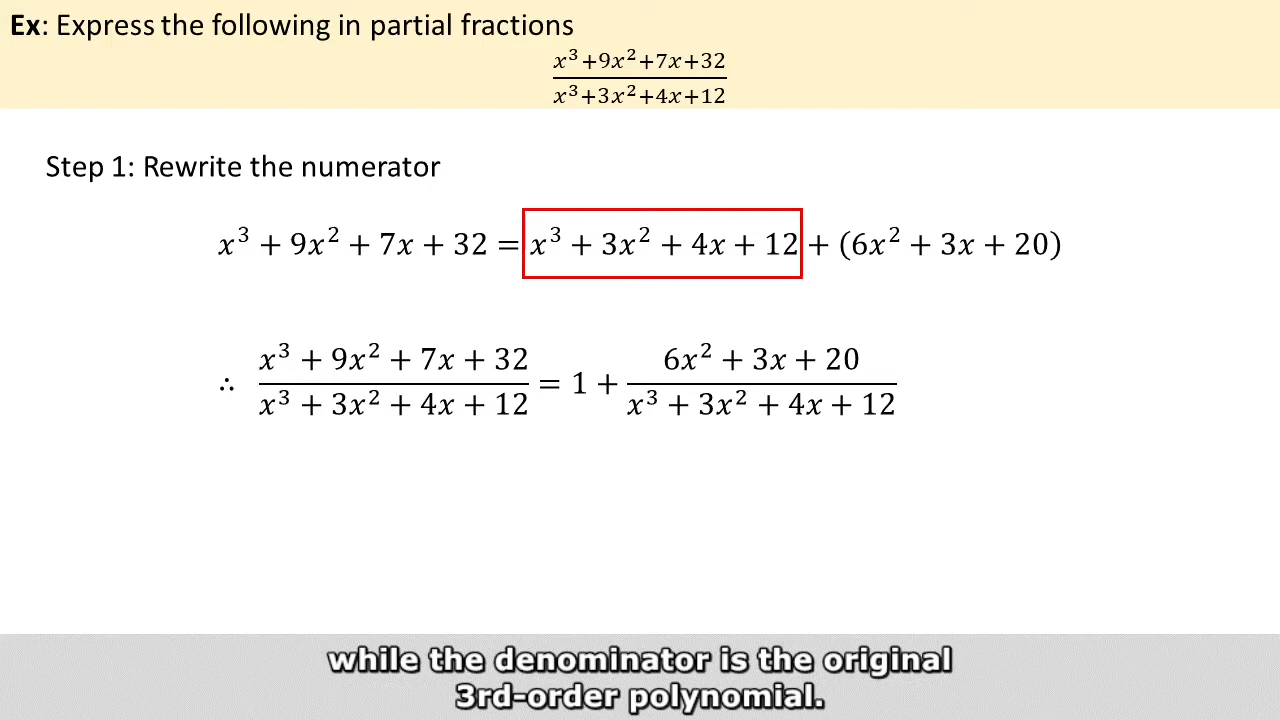 Ex: Express the following in partial fractions
x³+9x²+7x+32
x³+3x²+4x+12
Step 1: Rewrite the numerator
x³ + 9x² + 7x + 32 = x³ + 3x² + 4x + 12 + (6x² + 3x + 20)
∴ (x³ + 9x² + 7x + 32)/(x³ + 3x² + 4x + 12) = 1 + (6x² + 3x + 20)/(x³ + 3x² + 4x + 12)
while the denominator is the original
3rd-order polynomial.